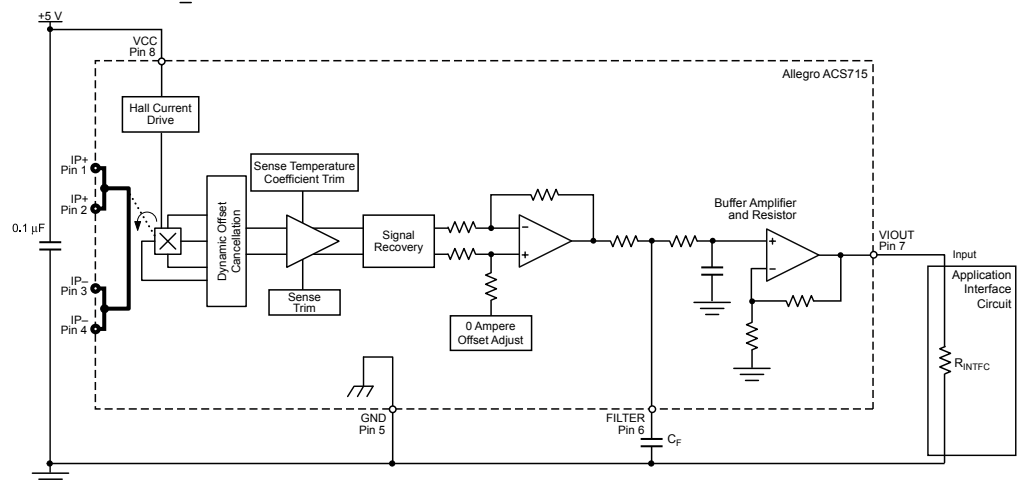 +5 V
VCC
Pin 8
Allegro ACS715
Hall Current
Drive
IP+
Pin 1
IP+
Pin 2
IP–
Pin 3
IP–
Pin 4
0.1 µF
Dynamic Offset
Cancellation
Sense Temperature
Coefficient Trim
Sense
Trim
Signal
Recovery
0 Ampere
Offset Adjust
−
+
Buffer Amplifier
and Resistor
+
−
VIOUT
Pin 7
Input
Application
Interface
Circuit
RINTFC
GND
Pin 5
FILTER
Pin 6
CF